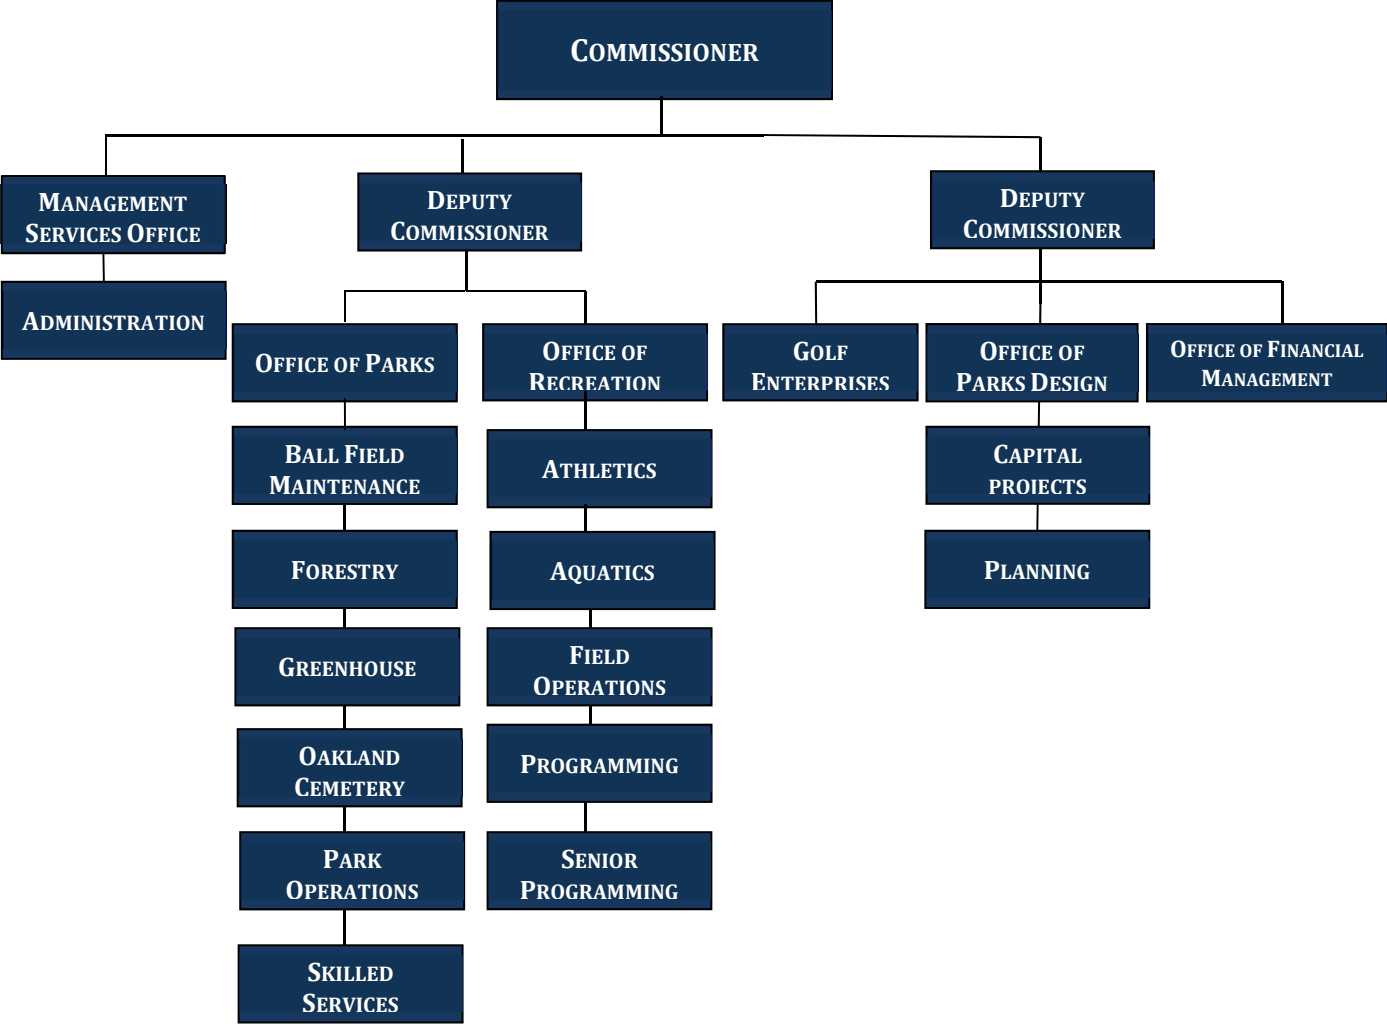 COMMISSIONER
MANAGEMENT
SERVICES OFFICE
ADMINISTRATION
DEPUTY
COMMISSIONER
OFFICE OF PARKS
BALL FIELD
MAINTENANCE
FORESTRY
GREENHOUSE
OAKLAND
CEMETERY
PARK
OPERATIONS
SKILLED
SERVICES
OFFICE OF
RECREATION
ATHLETICS
AQUATICS
FIELD
OPERATIONS
PROGRAMMING
SENIOR
PROGRAMMING
DEPUTY
COMMISSIONER
GOLF
ENTERPRISES
OFFICE OF
PARKS DESIGN
CAPITAL
PROJECTS
PLANNING
OFFICE OF FINANCIAL
MANAGEMENT